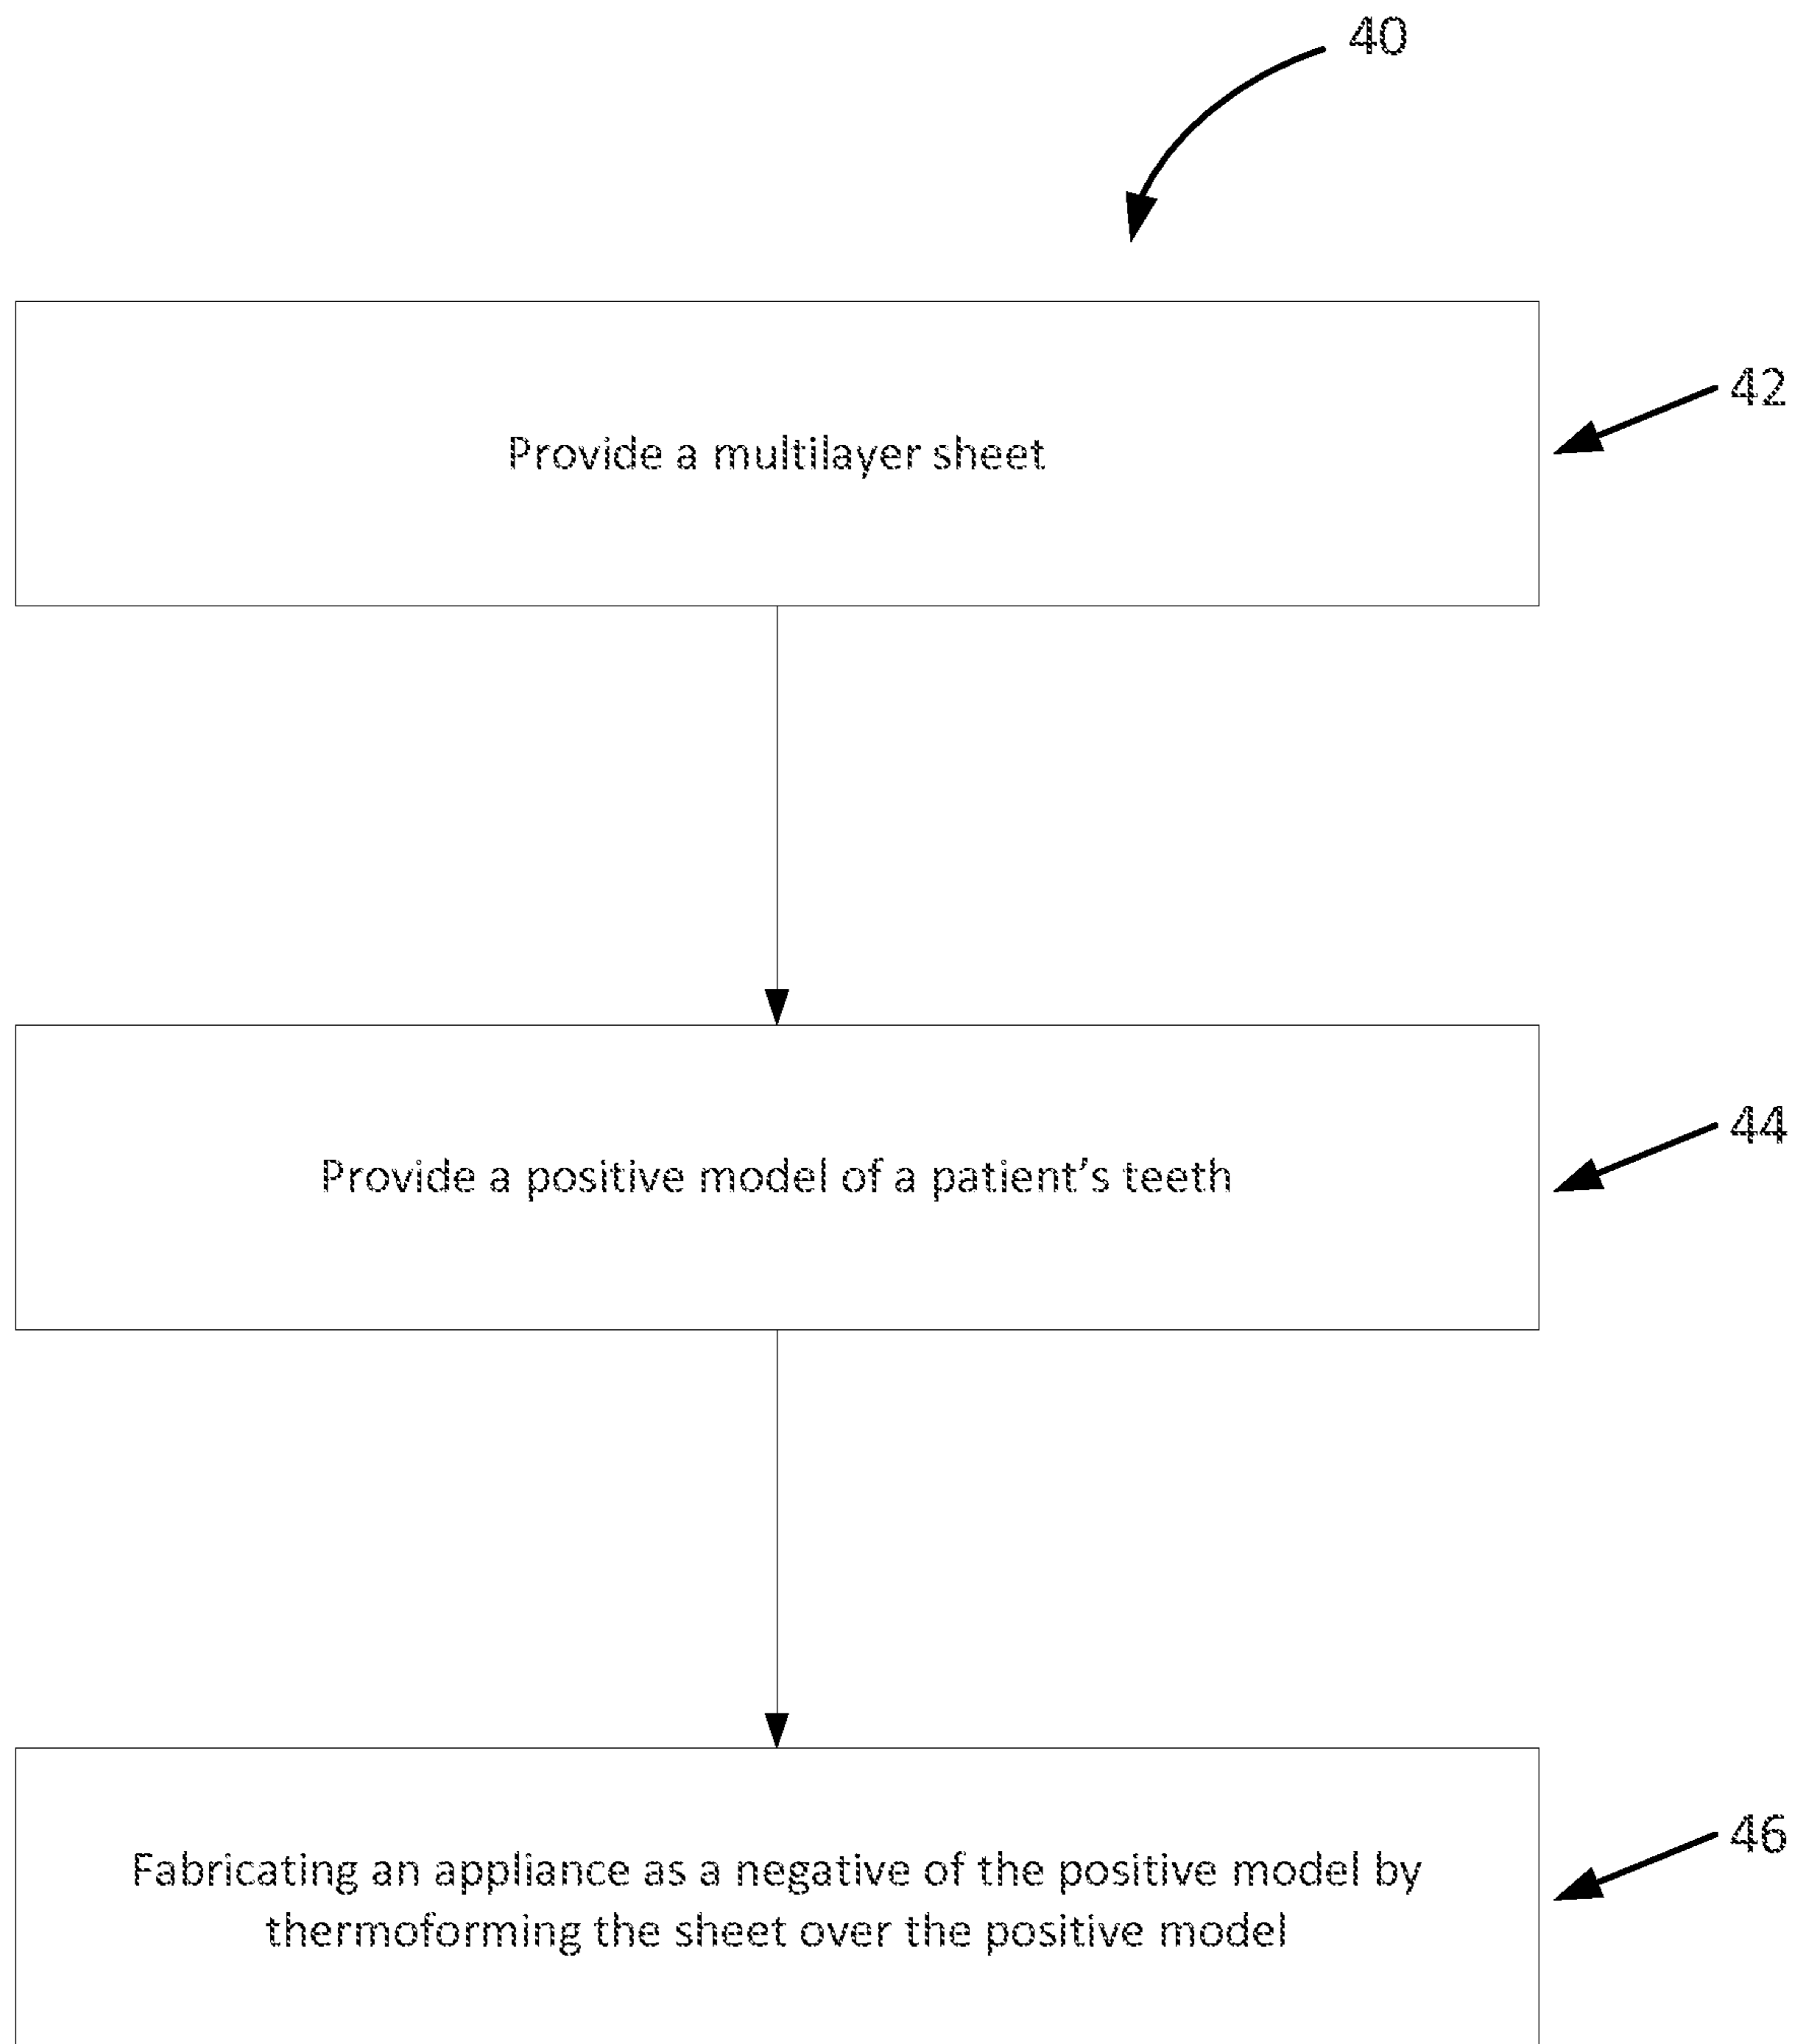 40
Provide a multilayer sheet
42
Provide a positive model of a patient's teeth
44
Fabricating an appliance as a negative of the positive model by
thermoforming the sheet over the positive model
46